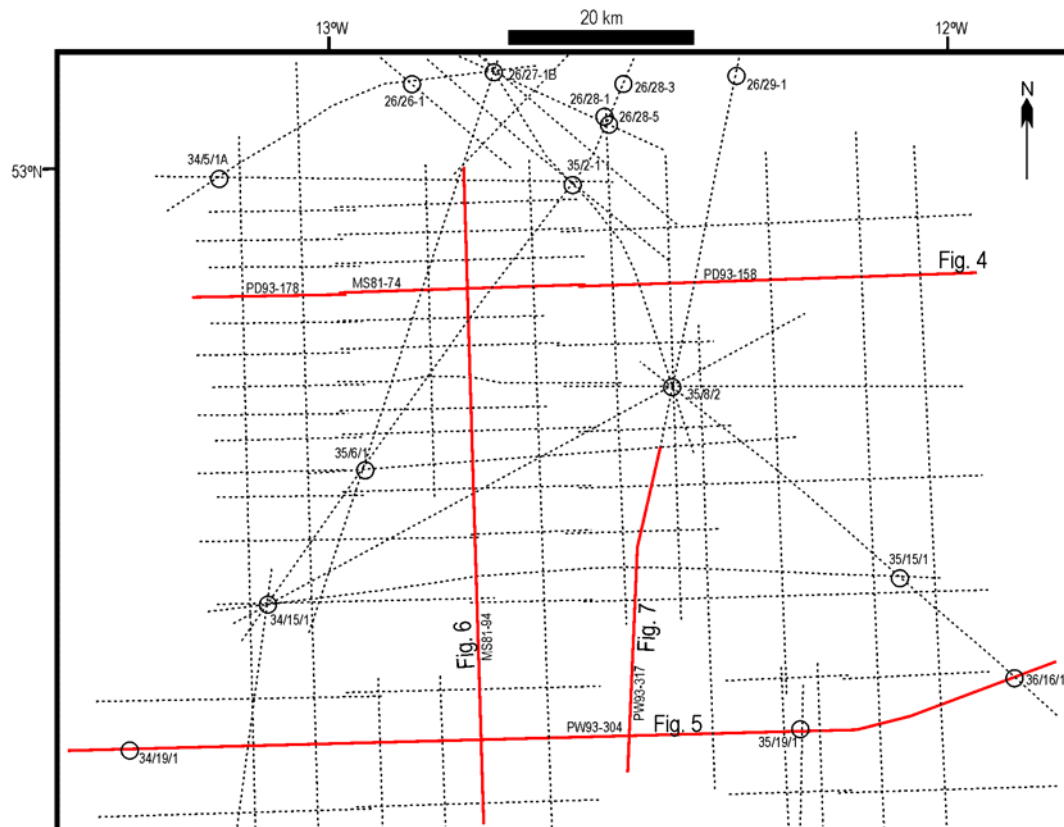 20 km
13ºW
12ºW
N
53ºN
26/27-1B
26/28-3
26/29-1
26/26-1
26/28-1
26/28-5
34/5/1A
35/2-1
Fig. 4
PD93-178
MS81-74
PD93-158
35/8/2
35/6/1
35/15/1
34/15/1
Fig. 6
MS81-94
Fig. 7
PW93-317
36/16/1
PW93-304
Fig. 5
35/19/1
34/19/1